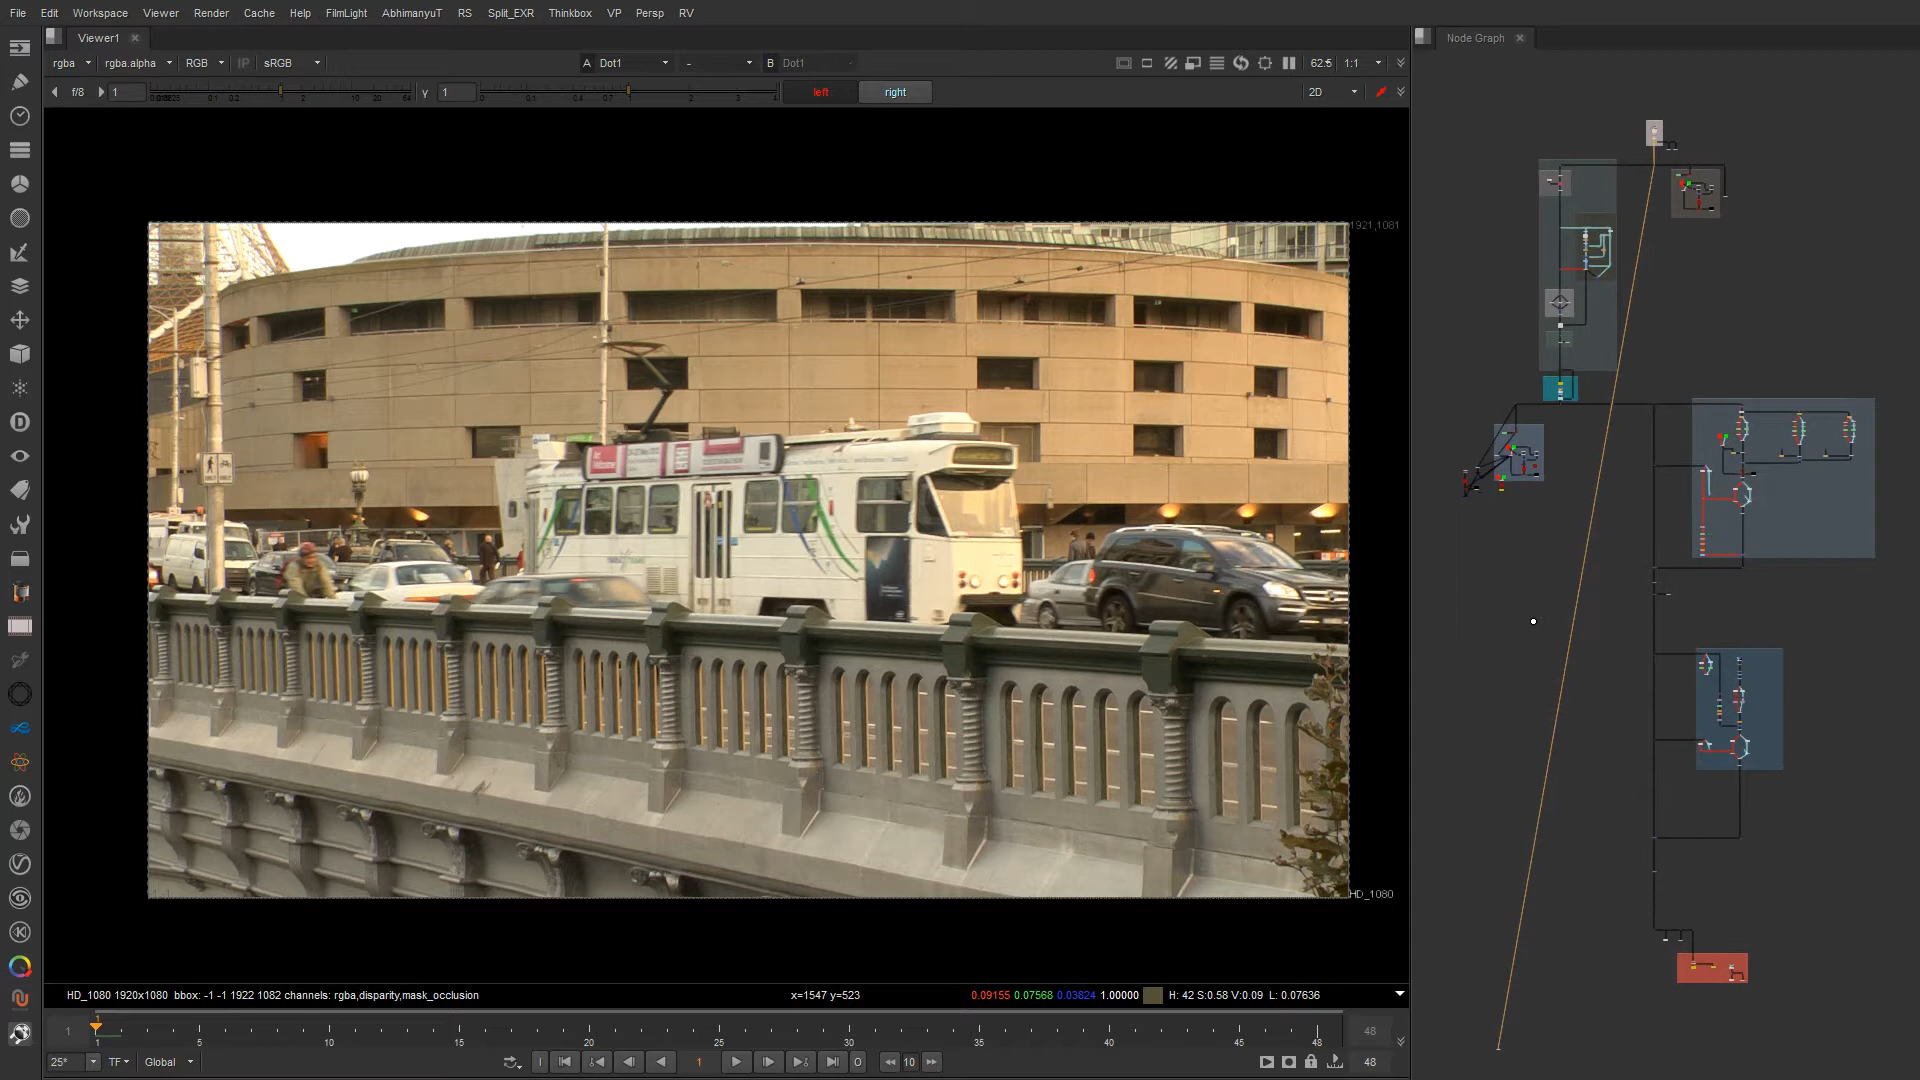 File Edit Workspace Viewer Render Cache Help FilmLight AbhimanyuT RS Split_EXR Thinkbox VP Persp RV
Viewer1
Node Graph
rgba rgba.alpha RGB IP sRGB A Dot1 - B Dot1 62.5 1:1
f/8 1 Y 1 left right 2D
1921,1081
HD_1080
HD_1080 1920x1080 bbox: -1 -1 1922 1082 channels: rgba,disparity,mask_occlusion x=1547 y=523 0.09155 0.07568 0.03824 1.00000 H: 42 S:0.58 V:0.09 L: 0.07636
1
1 48
1 5 10 15 20 25 30 35 40 45 48
25* TF Global I 1 O 10 48